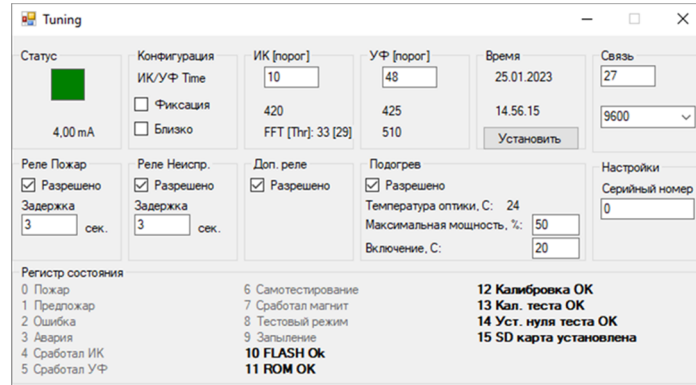 Tuning
Статус
4,00 mA
Конфигурация
ИК/УФ Time
Фиксация
Близко
ИК [порог]
10
420
FFT [Thr]: 33 [29]
УФ [порог]
48
425
510
Время
25.01.2023
14.56.15
Установить
Связь
27
9600
Реле Пожар
Разрешено
Задержка
3 сек.
Реле Неиспр.
Разрешено
Задержка
3 сек.
Доп. реле
Разрешено
Подогрев
Разрешено
Температура оптики, С: 24
Максимальная мощность, %: 50
Включение, С: 20
Настройки
Серийный номер
0
Регистр состояния
0 Пожар
1 Предпожар
2 Ошибка
3 Авария
4 Сработал ИК
5 Сработал УФ
6 Самотестирование
7 Сработал магнит
8 Тестовый режим
9 Запыление
10 FLASH Ok
11 ROM OK
12 Калибровка OK
13 Кал. теста OK
14 Уст. нуля теста OK
15 SD карта установлена